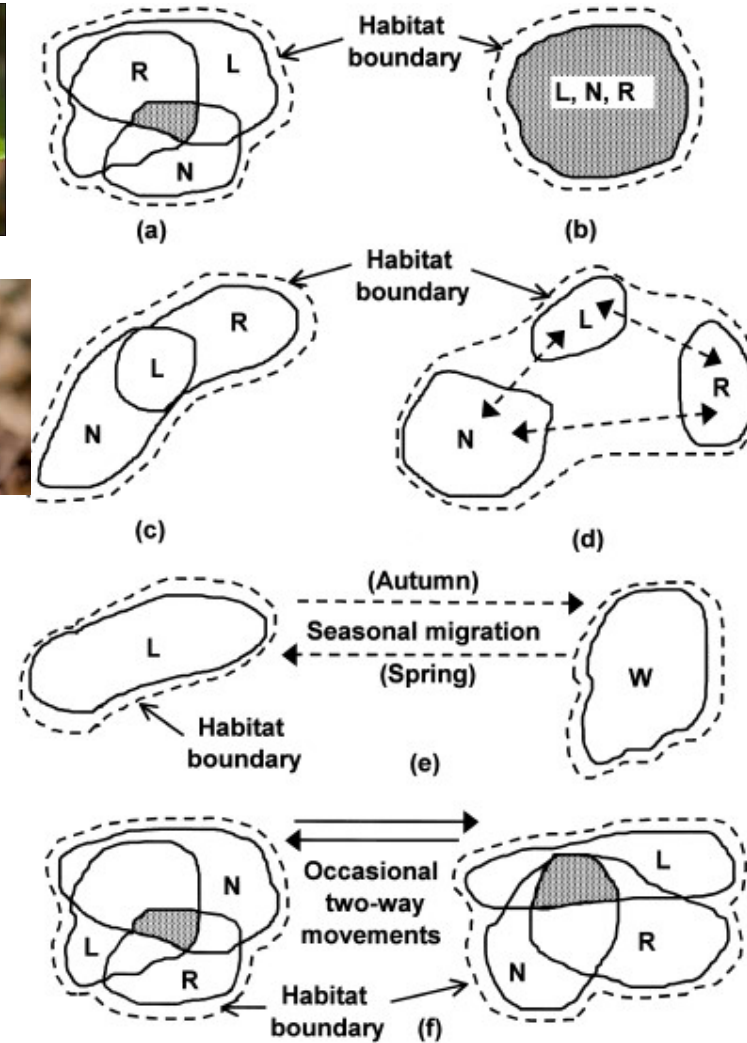 Habitat
boundary
R
L
N
L, N, R
(a)
(b)
Habitat
boundary
R
L
N
L
R
N
(c)
(d)
(Autumn)
Seasonal migration
(Spring)
L
W
Habitat
boundary
(e)
N
L
R
Occasional
two-way
movements
L
R
N
Habitat
boundary
(f)